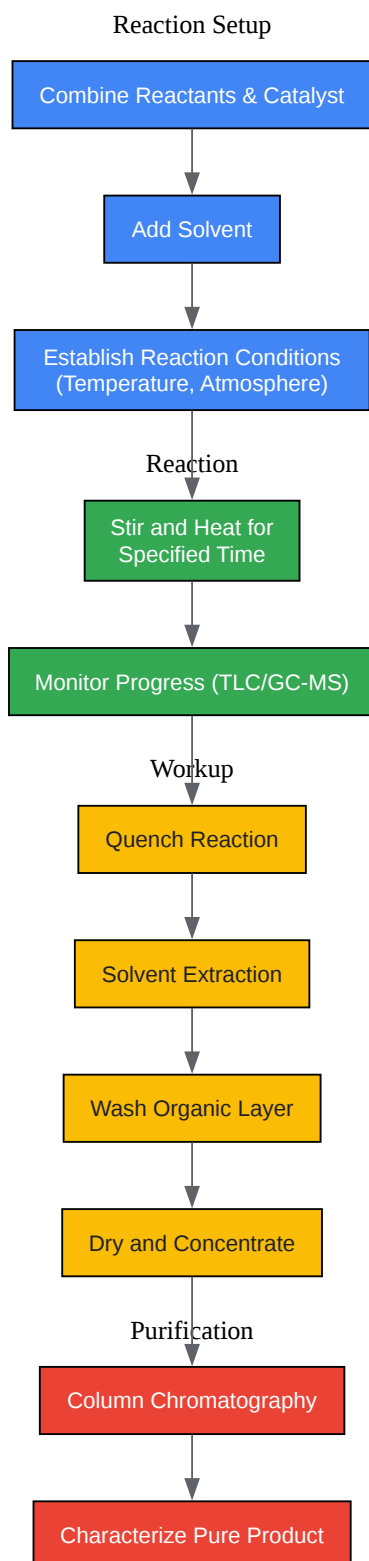 Reaction Setup
Combine Reactants & Catalyst
Add Solvent
Establish Reaction Conditions
(Temperature, Atmosphere)
Reaction
Stir and Heat for
Specified Time
Monitor Progress (TLC/GC-MS)
Workup
Quench Reaction
Solvent Extraction
Wash Organic Layer
Dry and Concentrate
Purification
Column Chromatography
Characterize Pure Product